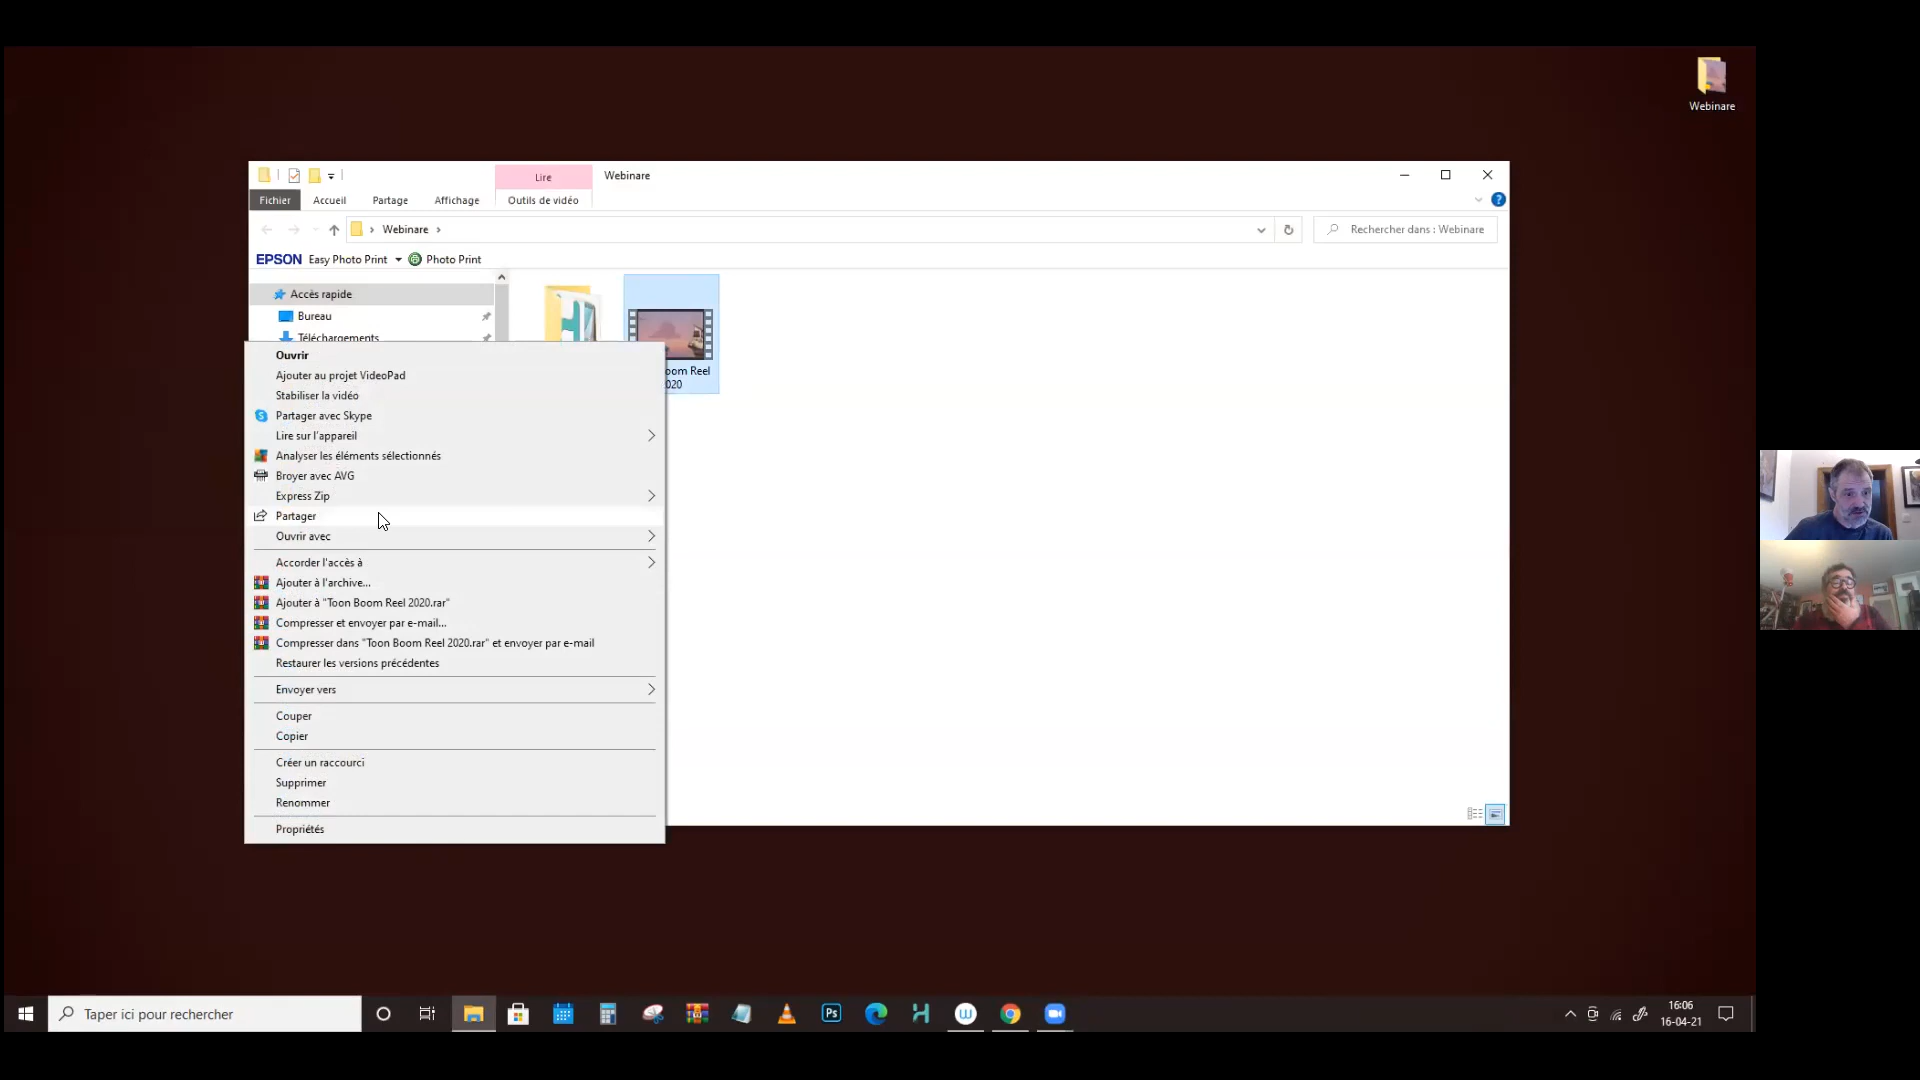 Webinare
Lire
Webinare
Fichier
Accueil
Partage
Affichage
Outils de vidéo
?
Webinare
Rechercher dans : Webinare
EPSON Easy Photo Print
Photo Print
Accès rapide
Bureau
Téléchargements
oom Reel
020
Ouvrir
Ajouter au projet VideoPad
Stabiliser la vidéo
Partager avec Skype
Lire sur l'appareil
Analyser les éléments sélectionnés
Broyer avec AVG
Express Zip
Partager
Ouvrir avec
Accorder l'accès à
Ajouter à l'archive...
Ajouter à "Toon Boom Reel 2020.rar"
Compresser et envoyer par e-mail...
Compresser dans "Toon Boom Reel 2020.rar" et envoyer par e-mail
Restaurer les versions précédentes
Envoyer vers
Couper
Copier
Créer un raccourci
Supprimer
Renommer
Propriétés
Taper ici pour rechercher
Ps
16:06
16-04-21